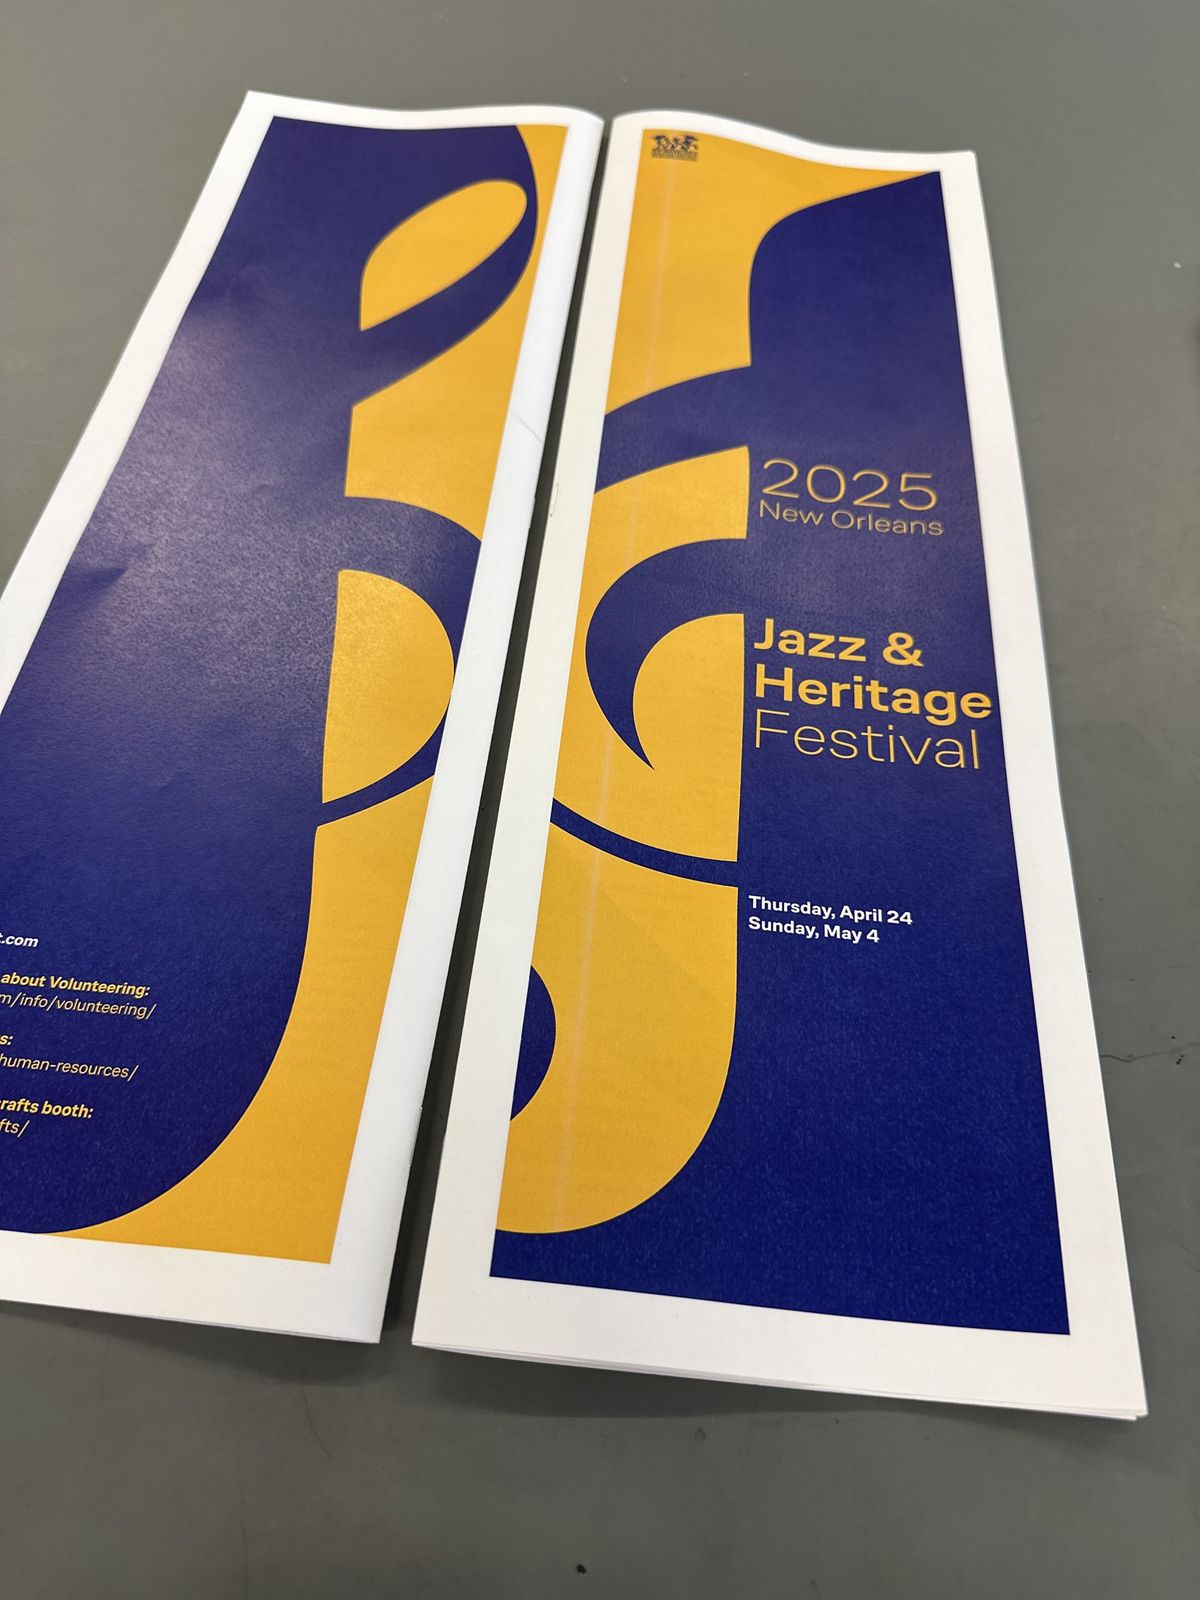 t.com
about Volunteering:
m/info/volunteering/
s:
human-resources/
rafts booth:
fts/
2025
New Orleans
Jazz &
Heritage
Festival
Thursday, April 24
Sunday, May 4